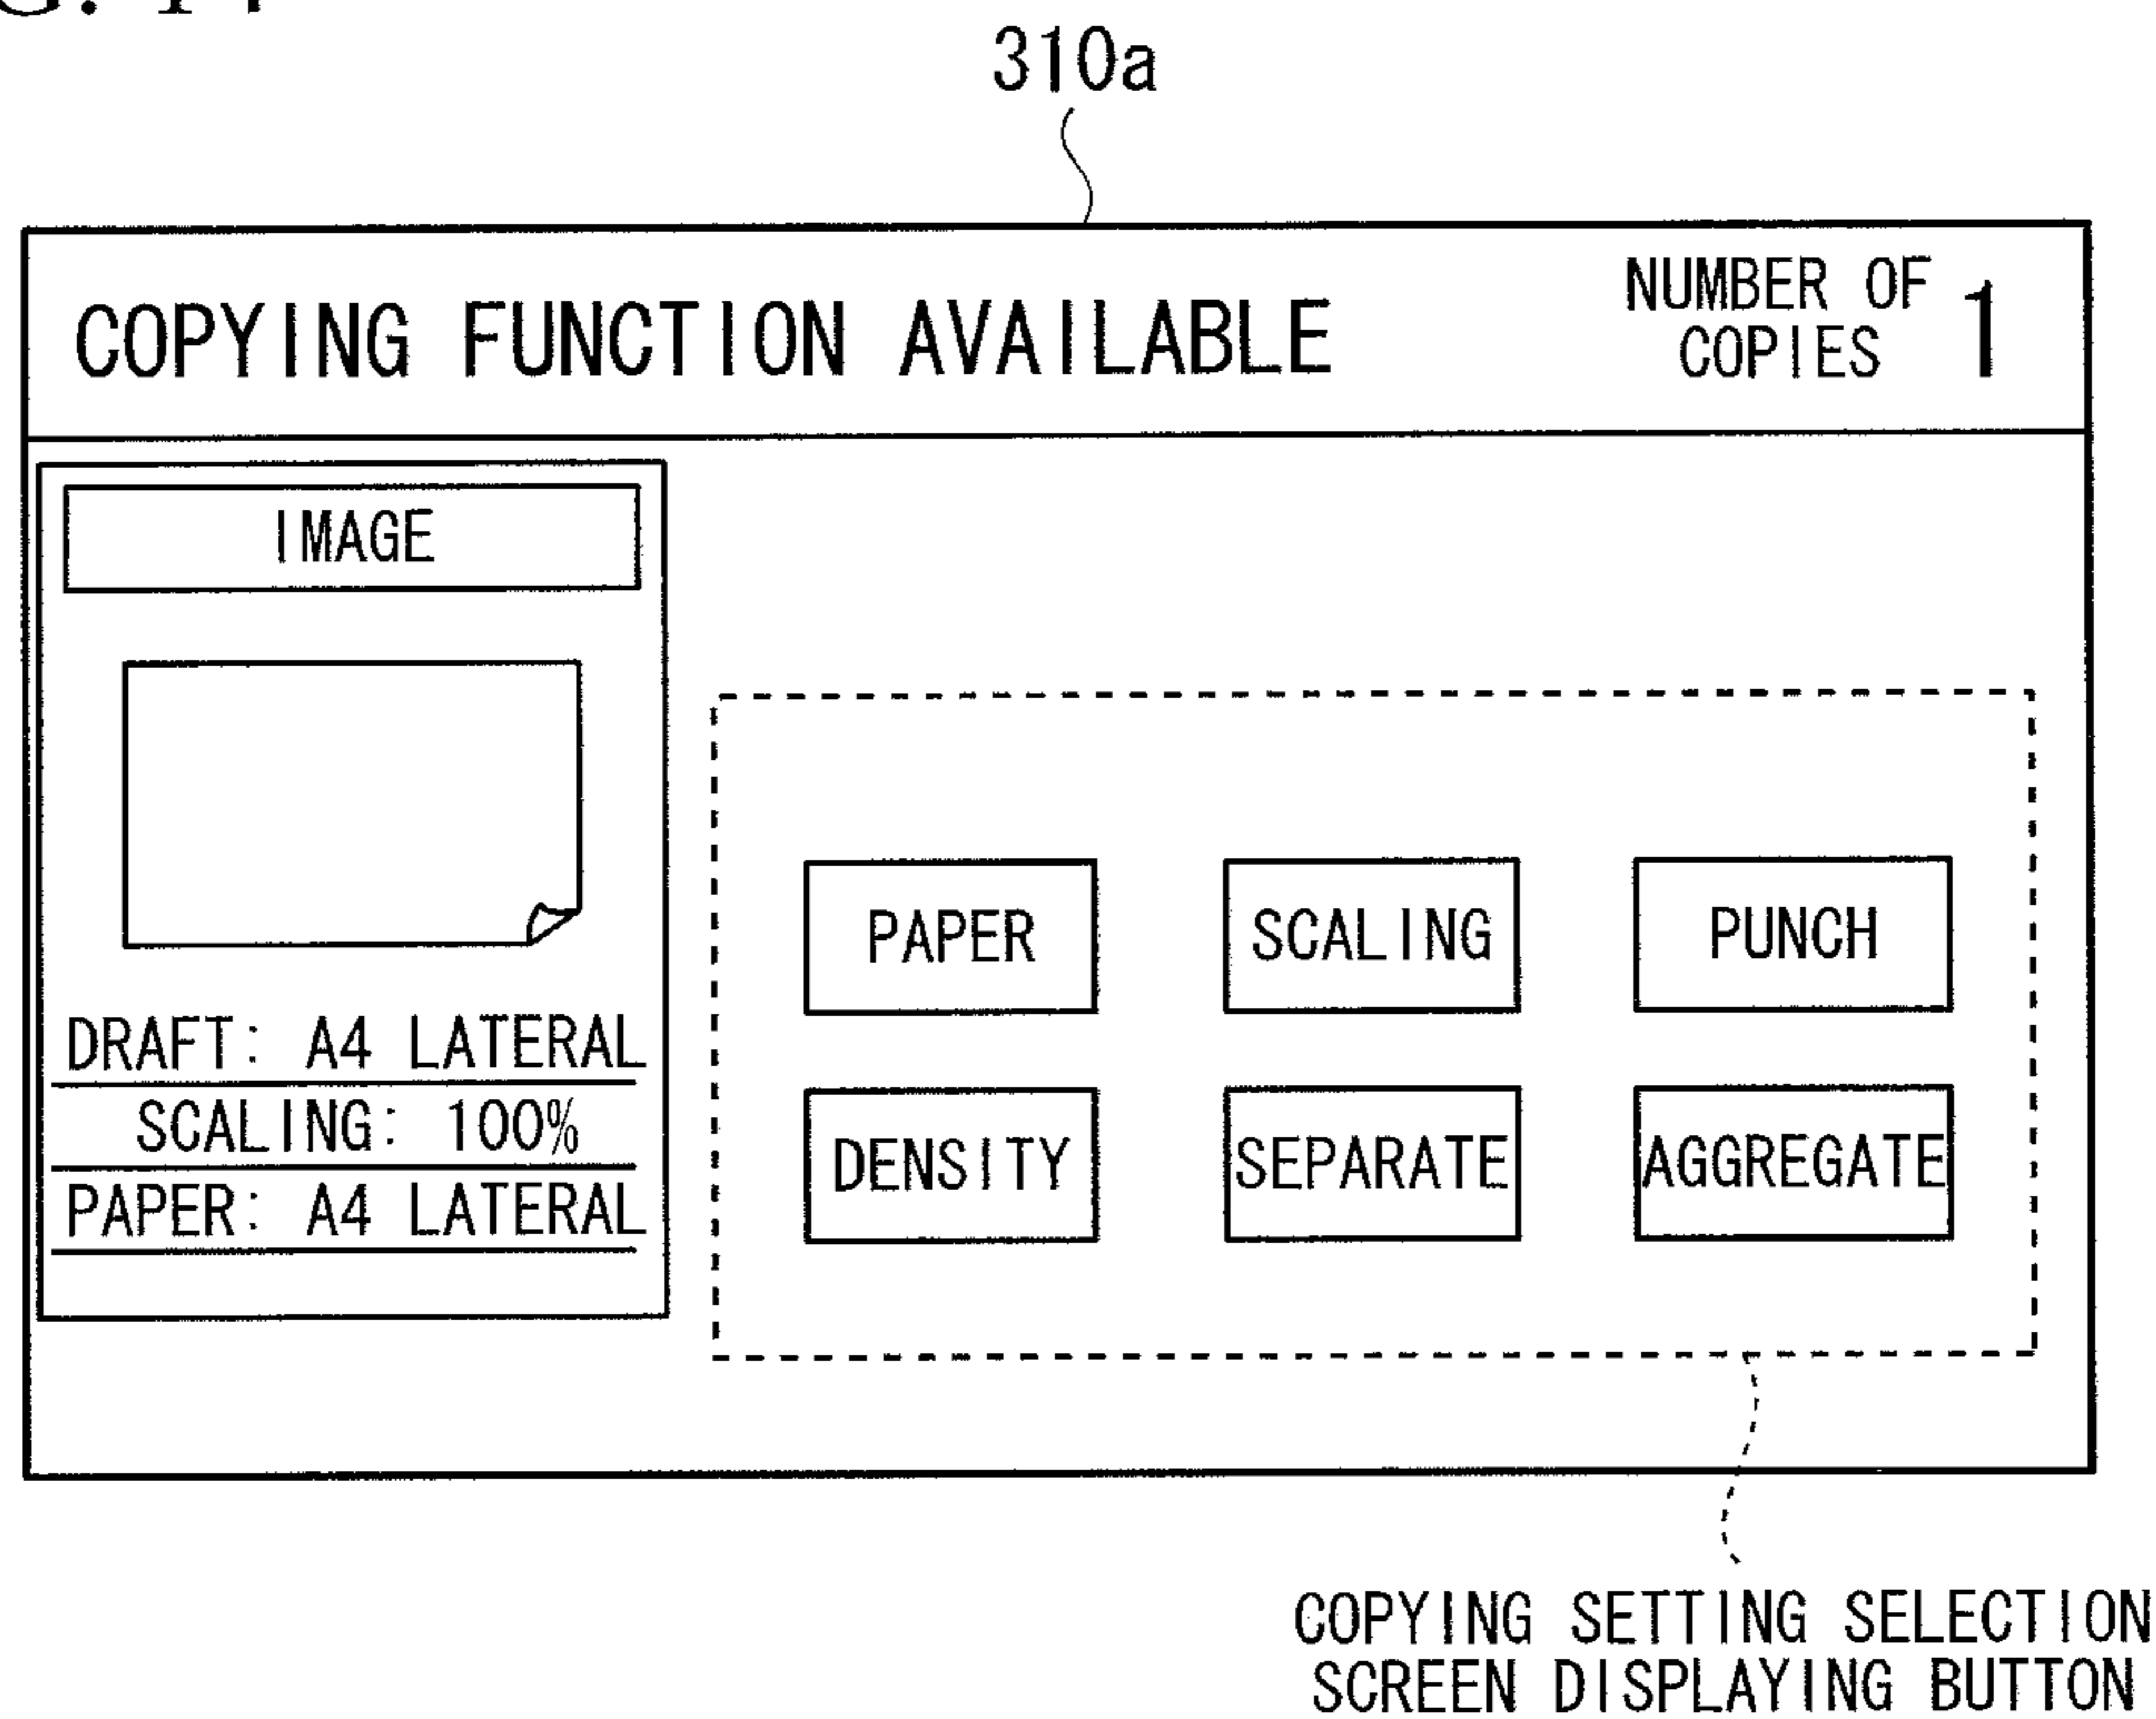 310a
COPYING FUNCTION AVAILABLE
NUMBER OF
COPIES 1
IMAGE
DRAFT: A4 LATERAL
SCALING: 100%
PAPER: A4 LATERAL
PAPER SCALING PUNCH
DENSITY SEPARATE AGGREGATE
COPYING SETTING SELECTION
SCREEN DISPLAYING BUTTON